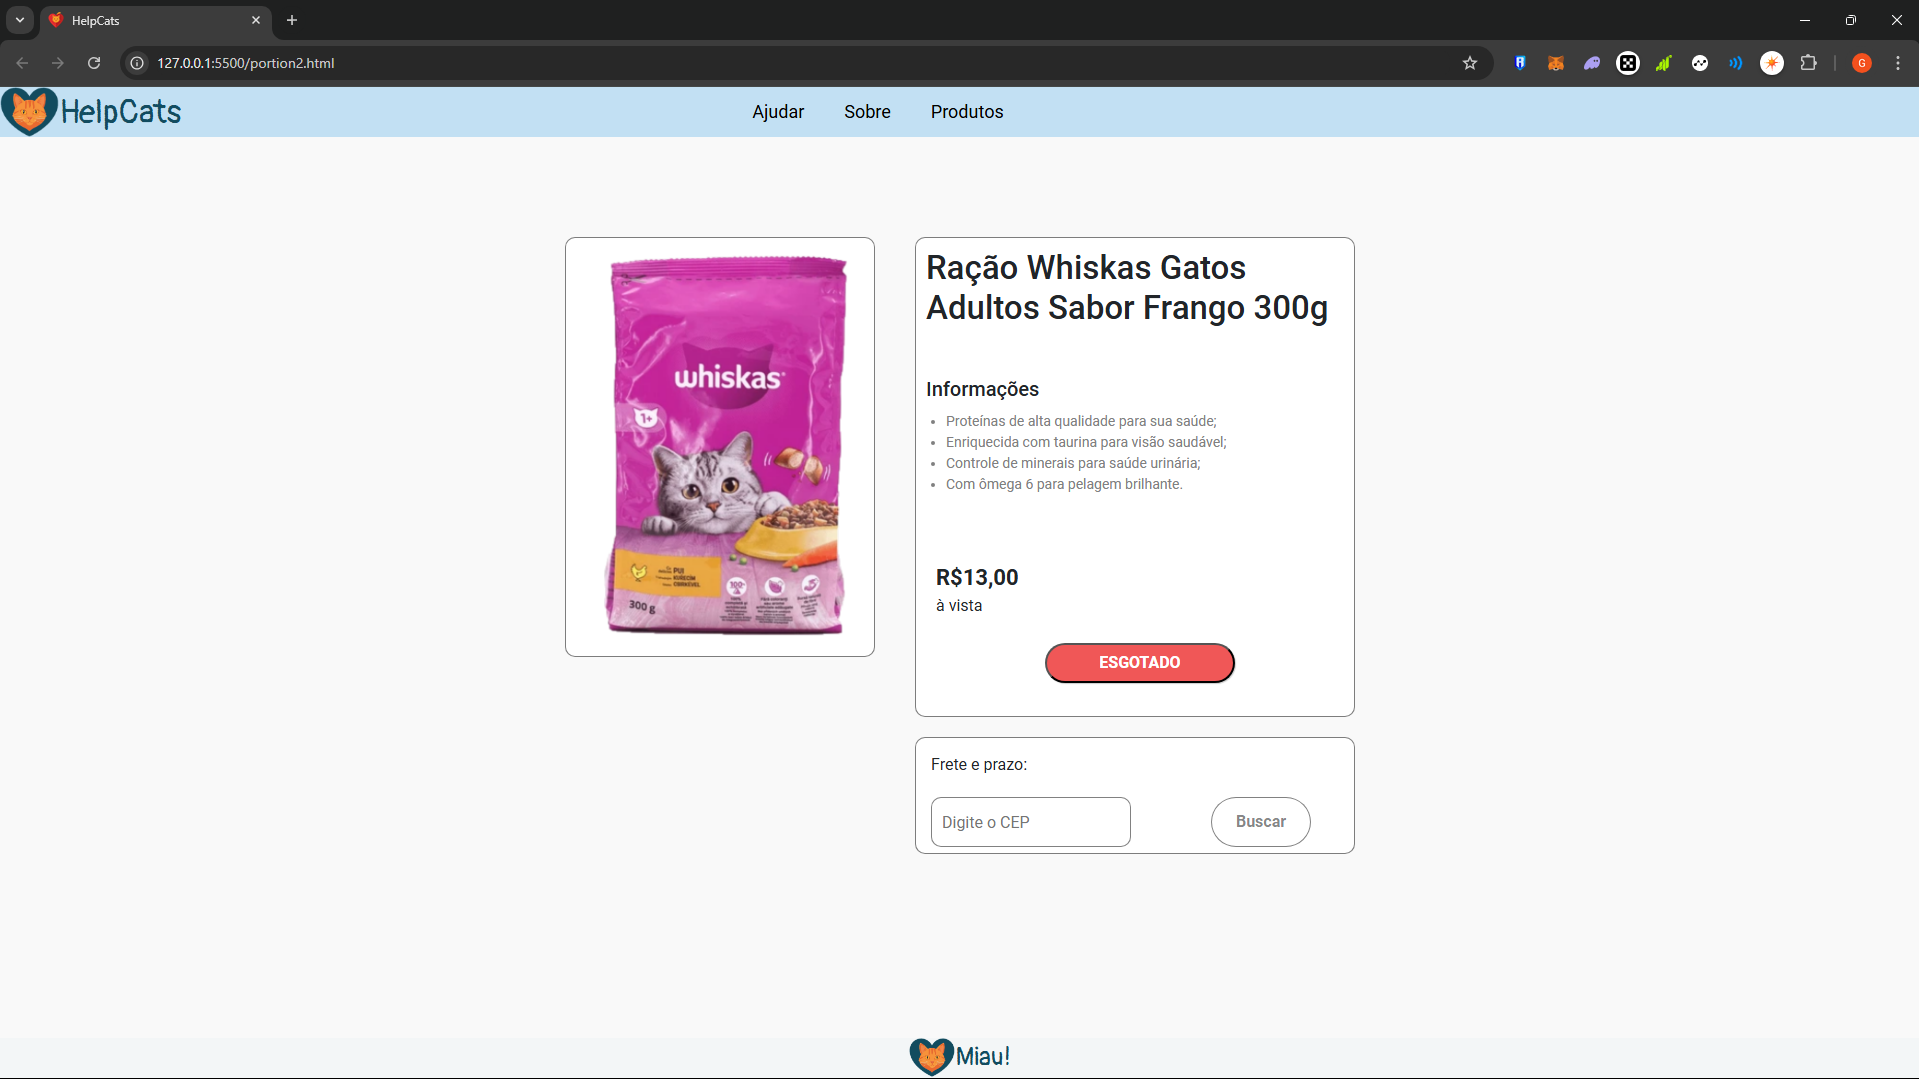 HelpCats
127.0.0.1:5500/portion2.html
G
HelpCats
Ajudar Sobre Produtos
whiskas
1+
PUI
300 g
100%
Ração Whiskas Gatos
Adultos Sabor Frango 300g
Informações
Proteínas de alta qualidade para sua saúde;
Enriquecida com taurina para visão saudável;
Controle de minerais para saúde urinária;
Com ômega 6 para pelagem brilhante.
R$13,00
à vista
ESGOTADO
Frete e prazo:
Digite o CEP
Buscar
Miau!